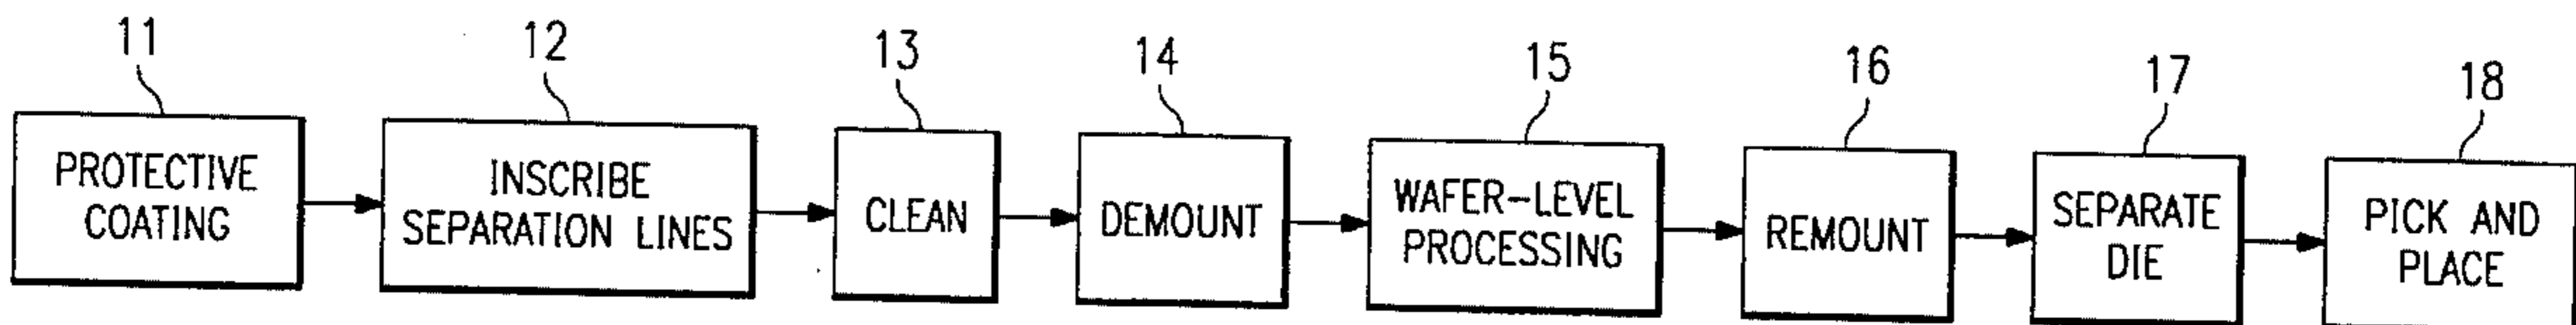 11
12
13
14
15
16
17
18
PROTECTIVE
COATING
INSCRIBE
SEPARATION LINES
CLEAN
DEMOUNT
WAFER-LEVEL
PROCESSING
REMOUNT
SEPARATE
DIE
PICK AND
PLACE